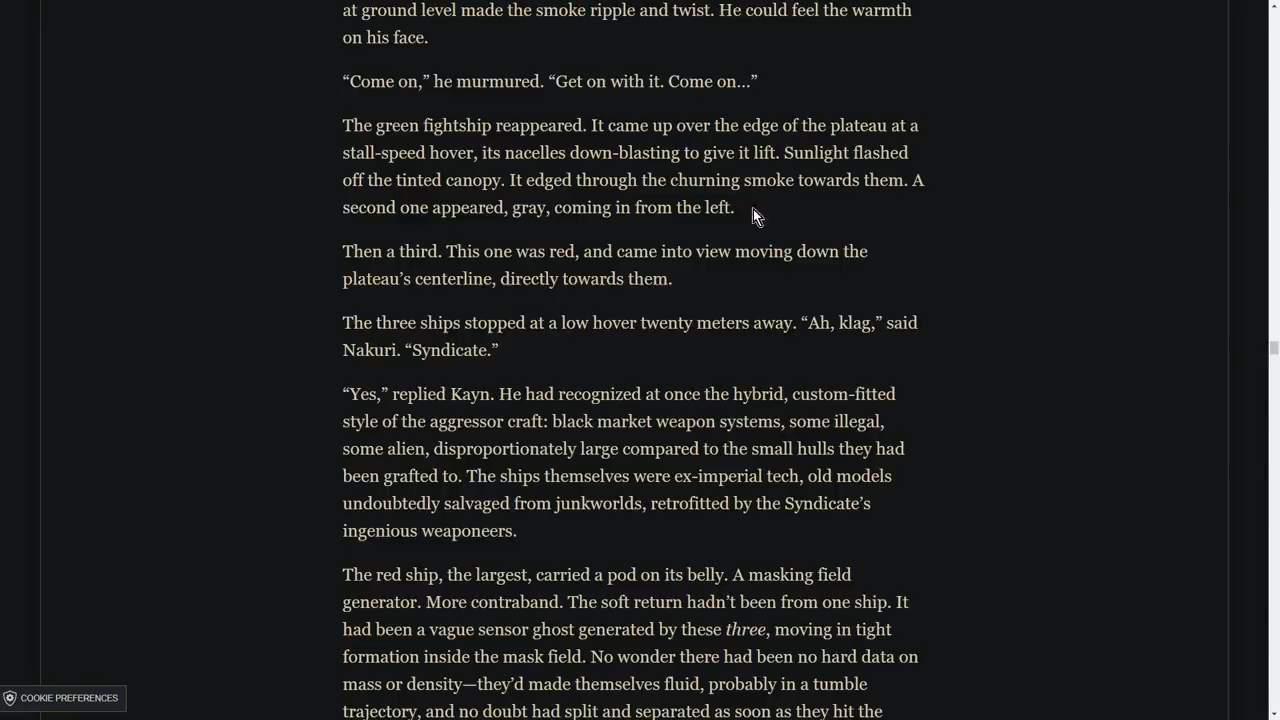 at ground level made the smoke ripple and twist. He could feel the warmth
on his face.
“Come on,” he murmured. “Get on with it. Come on…”
The green fightship reappeared. It came up over the edge of the plateau at a
stall-speed hover, its nacelles down-blasting to give it lift. Sunlight flashed
off the tinted canopy. It edged through the churning smoke towards them. A
second one appeared, gray, coming in from the left.
Then a third. This one was red, and came into view moving down the
plateau’s centerline, directly towards them.
The three ships stopped at a low hover twenty meters away. “Ah, klag,” said
Nakuri. “Syndicate.”
“Yes,” replied Kayn. He had recognized at once the hybrid, custom-fitted
style of the aggressor craft: black market weapon systems, some illegal,
some alien, disproportionately large compared to the small hulls they had
been grafted to. The ships themselves were ex-imperial tech, old models
undoubtedly salvaged from junkworlds, retrofitted by the Syndicate’s
ingenious weaponeers.
The red ship, the largest, carried a pod on its belly. A masking field
generator. More contraband. The soft return hadn’t been from one ship. It
had been a vague sensor ghost generated by these three, moving in tight
formation inside the mask field. No wonder there had been no hard data on
mass or density—they’d made themselves fluid, probably in a tumble
trajectory, and no doubt had split and separated as soon as they hit the
COOKIE PREFERENCES